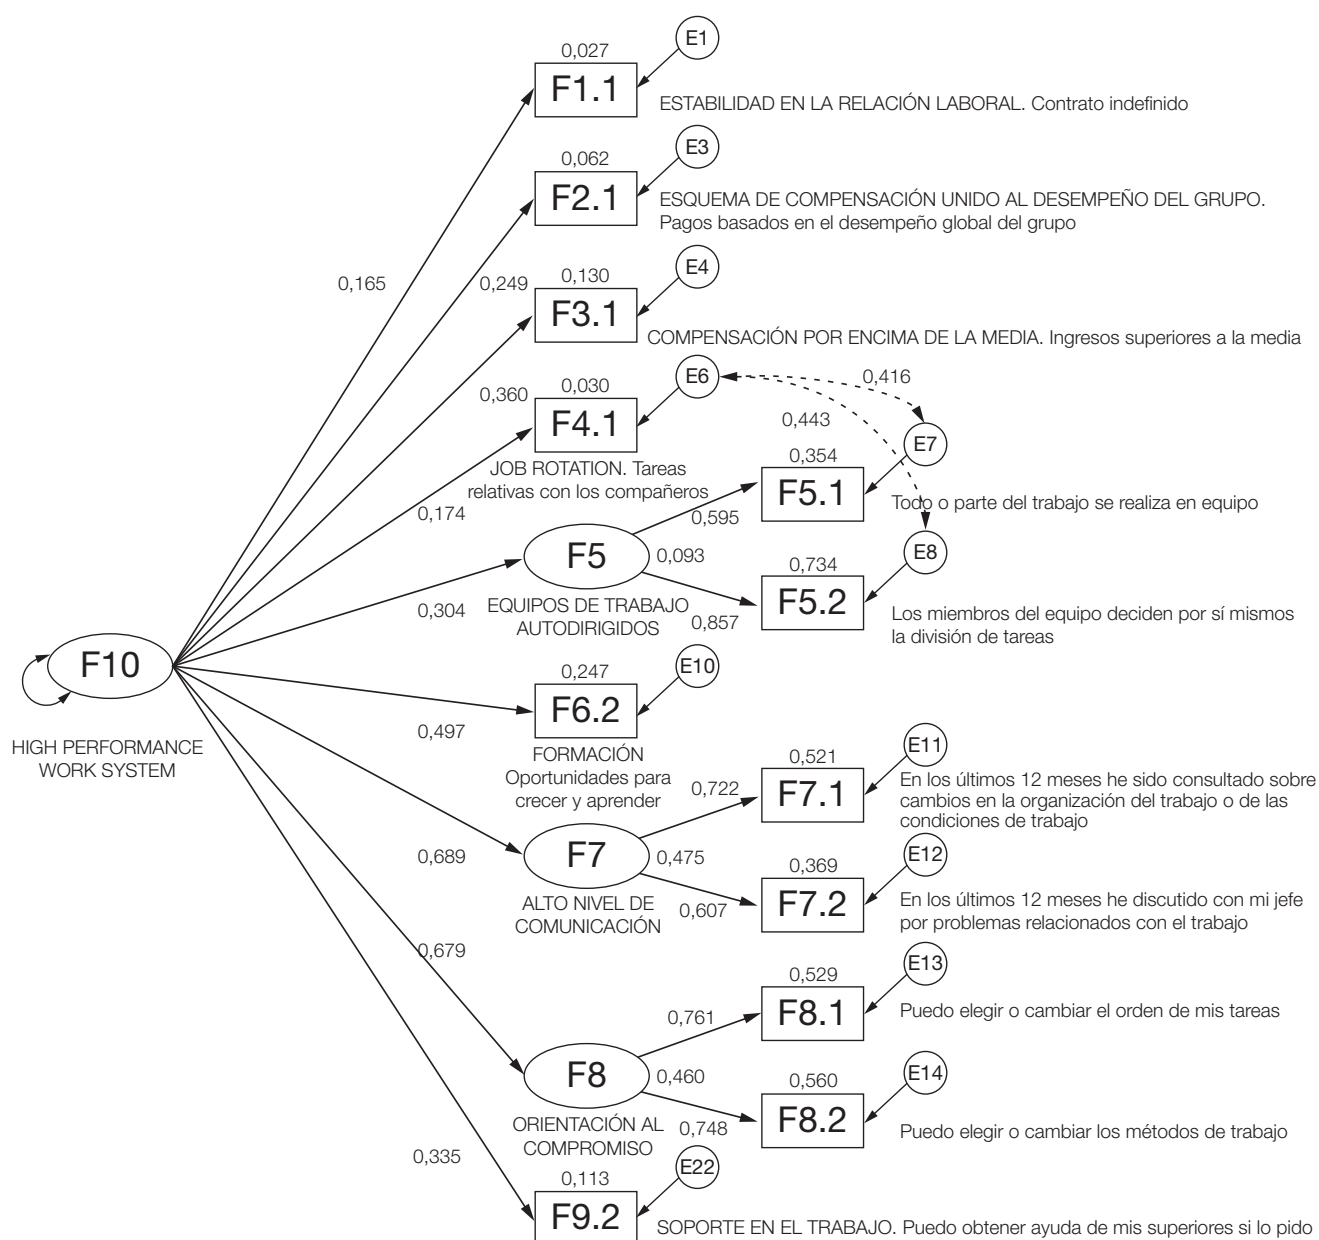 E1
0,027
F1.1
ESTABILIDAD EN LA RELACIÓN LABORAL. Contrato indefinido
E3
0,062
F2.1
ESQUEMA DE COMPENSACIÓN UNIDO AL DESEMPEÑO DEL GRUPO.
Pagos basados en el desempeño global del grupo
0,165
0,249
E4
0,130
F3.1
COMPENSACIÓN POR ENCIMA DE LA MEDIA. Ingresos superiores a la media
0,360
E6
0,030
F4.1
0,416
0,443
JOB ROTATION. Tareas
relativas con los compañeros
0,174
E7
0,354
F5.1
Todo o parte del trabajo se realiza en equipo
0,595
F5
0,093
EQUIPOS DE TRABAJO
AUTODIRIGIDOS
0,304
0,857
E8
0,734
F5.2
Los miembros del equipo deciden por sí mismos
la división de tareas
F10
HIGH PERFORMANCE
WORK SYSTEM
E10
0,247
F6.2
0,497
FORMACIÓN
Oportunidades para
crecer y aprender
E11
0,521
F7.1
0,722
En los últimos 12 meses he sido consultado sobre
cambios en la organización del trabajo o de las
condiciones de trabajo
F7
0,475
0,689
ALTO NIVEL DE
COMUNICACIÓN
0,607
E12
0,369
F7.2
En los últimos 12 meses he discutido con mi jefe
por problemas relacionados con el trabajo
0,679
E13
0,529
F8.1
0,761
Puedo elegir o cambiar el orden de mis tareas
F8
0,460
ORIENTACIÓN AL
COMPROMISO
0,748
E14
0,560
F8.2
Puedo elegir o cambiar los métodos de trabajo
0,335
E22
0,113
F9.2
SOPORTE EN EL TRABAJO. Puedo obtener ayuda de mis superiores si lo pido